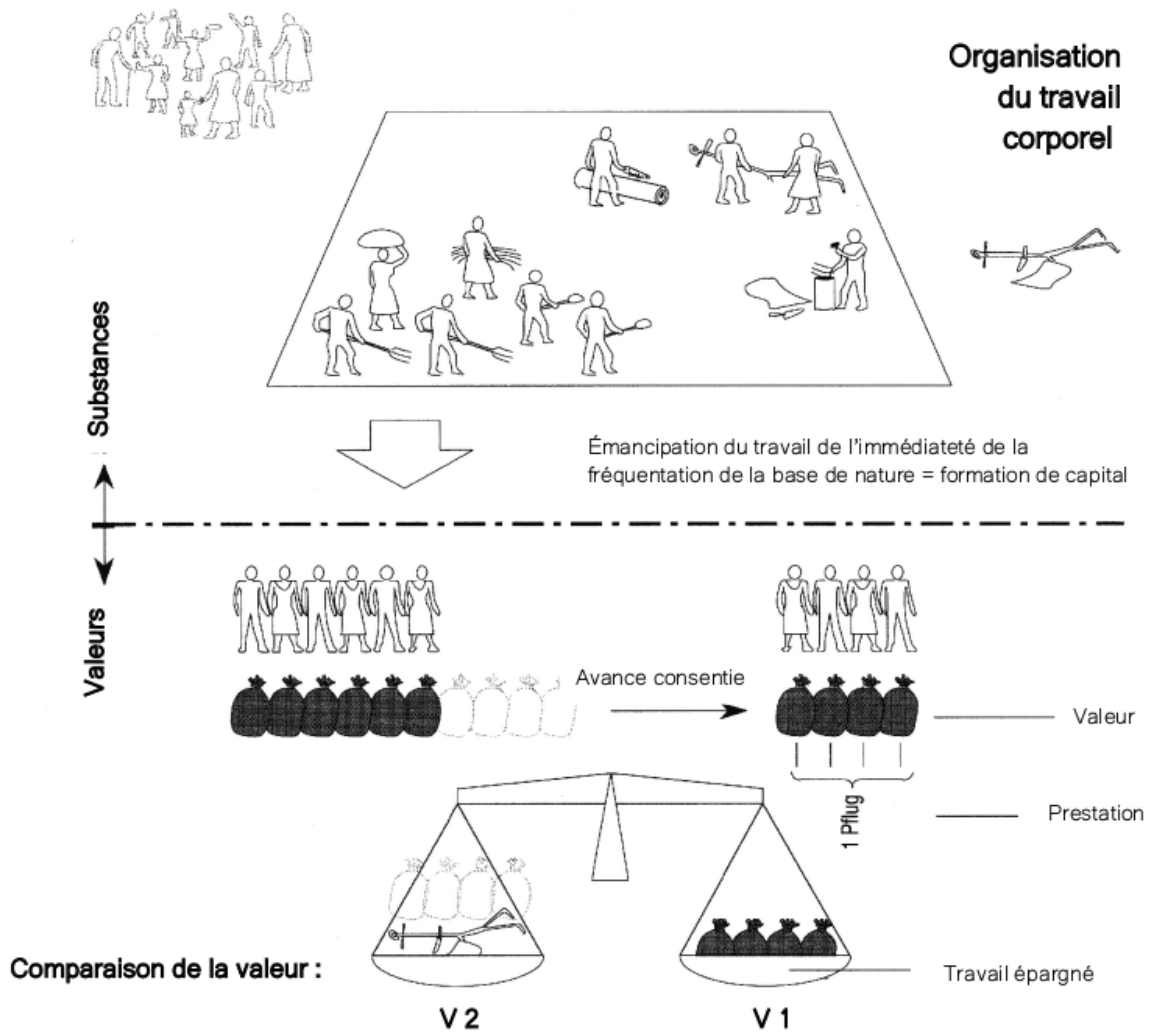 Organisation
du travail
corporel
Substances
Émancipation du travail de l'immédiateté de la
fréquentation de la base de nature = formation de capital
Valeurs
Avance consentie
Valeur
1 Pflug
Prestation
Comparaison de la valeur :
Travail épargné
V 2
V 1